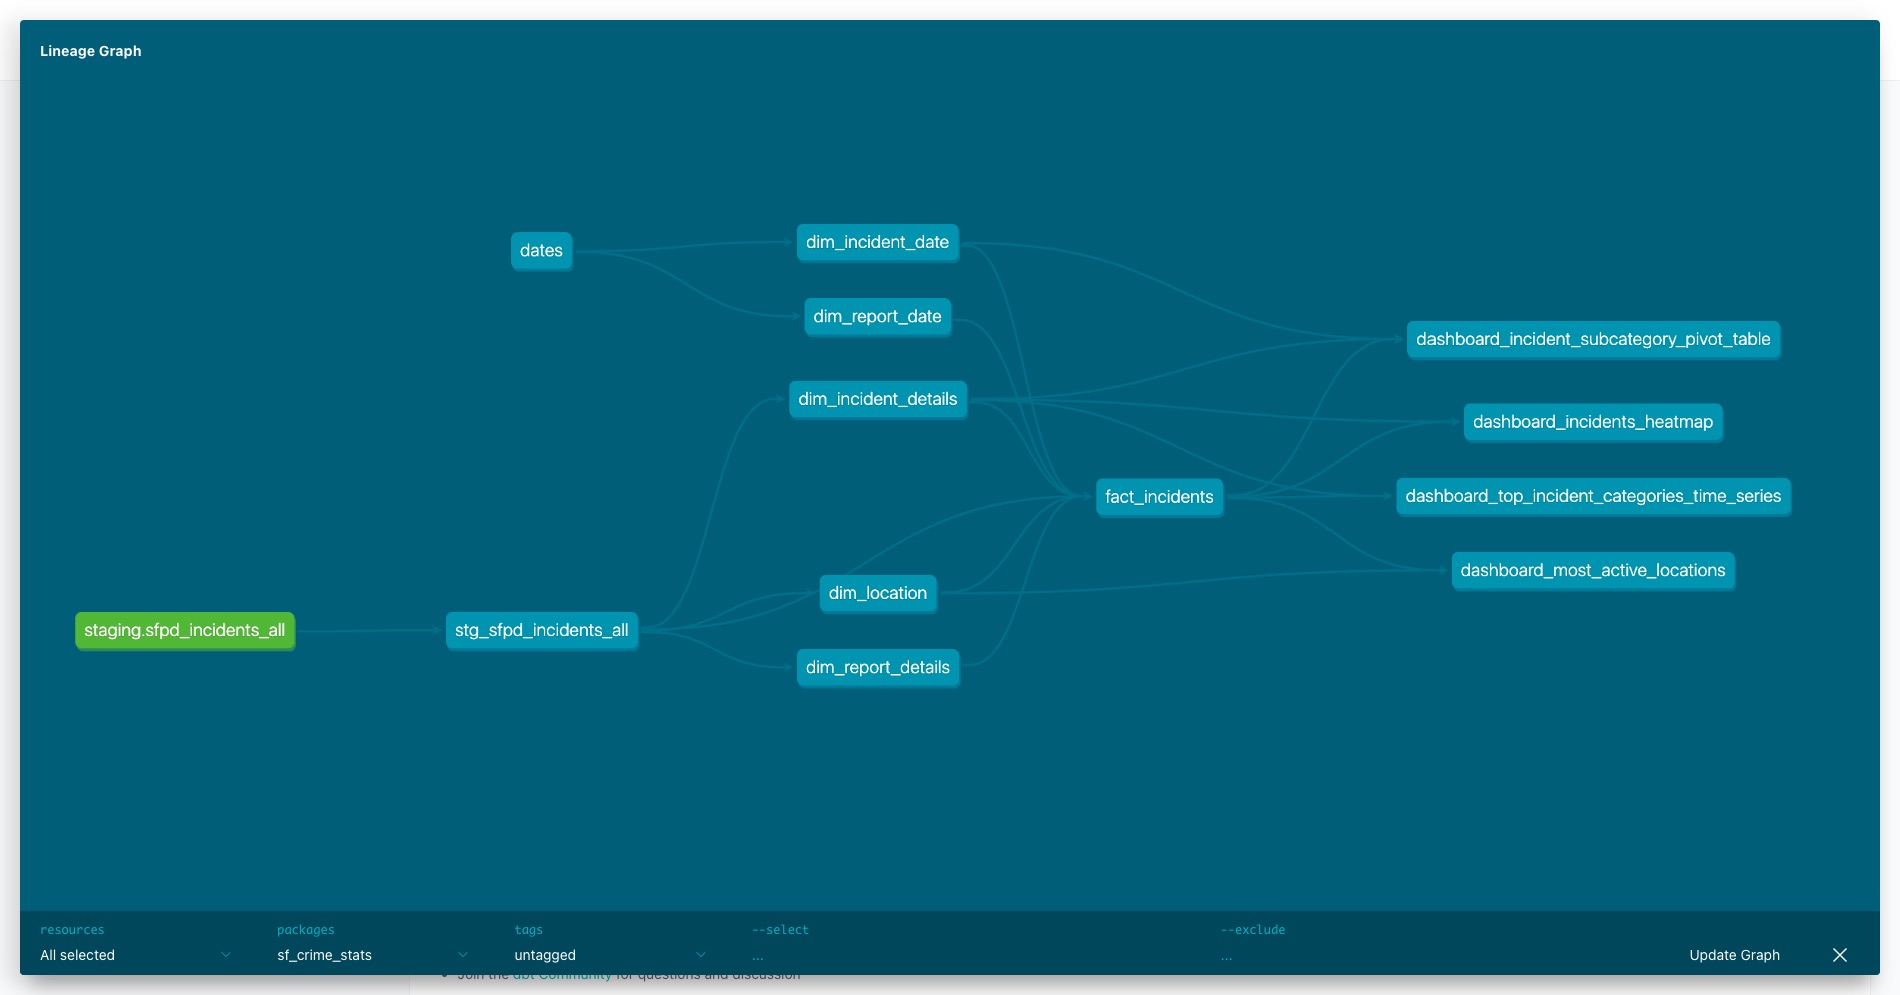 Lineage Graph
dates
dim_incident_date
dim_report_date
dashboard_incident_subcategory_pivot_table
dim_incident_details
dashboard_incidents_heatmap
fact_incidents
dashboard_top_incident_categories_time_series
dashboard_most_active_locations
dim_location
staging.sfpd_incidents_all
stg_sfpd_incidents_all
dim_report_details
resources
All selected
packages
sf_crime_stats
tags
untagged
--select
...
--exclude
...
Update Graph
Join the dbt Community for questions and discussion